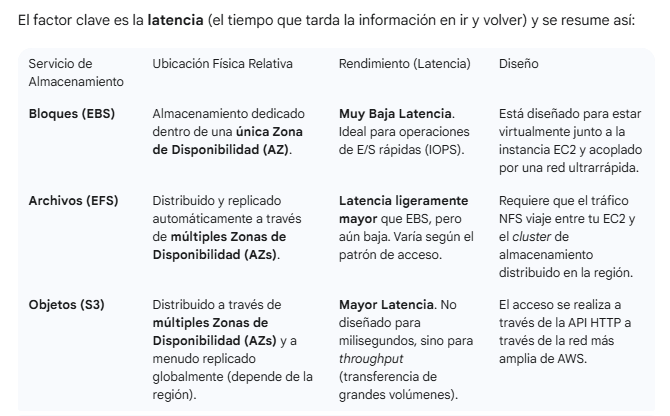 El factor clave es la latencia (el tiempo que tarda la información en ir y volver) y se resume así:
Servicio de
Almacenamiento
Ubicación Física Relativa
Rendimiento (Latencia)
Diseño
Bloques (EBS)
Almacenamiento dedicado
dentro de una única Zona
de Disponibilidad (AZ).
Muy Baja Latencia.
Ideal para operaciones
de E/S rápidas (IOPS).
Está diseñado para estar
virtualmente junto a la
instancia EC2 y acoplado
por una red ultrarrápida.
Archivos (EFS)
Distribuido y replicado
automáticamente a través
de múltiples Zonas de
Disponibilidad (AZs).
Latencia ligeramente
mayor que EBS, pero
aún baja. Varía según el
patrón de acceso.
Requiere que el tráfico
NFS viaje entre tu EC2 y
el cluster de
almacenamiento
distribuido en la región.
Objetos (S3)
Distribuido a través de
múltiples Zonas de
Disponibilidad (AZs) y a
menudo replicado
globalmente (depende de la
región).
Mayor Latencia. No
diseñado para
milisegundos, sino para
throughput
(transferencia de
grandes volúmenes).
El acceso se realiza a
través de la API HTTP a
través de la red más
amplia de AWS.